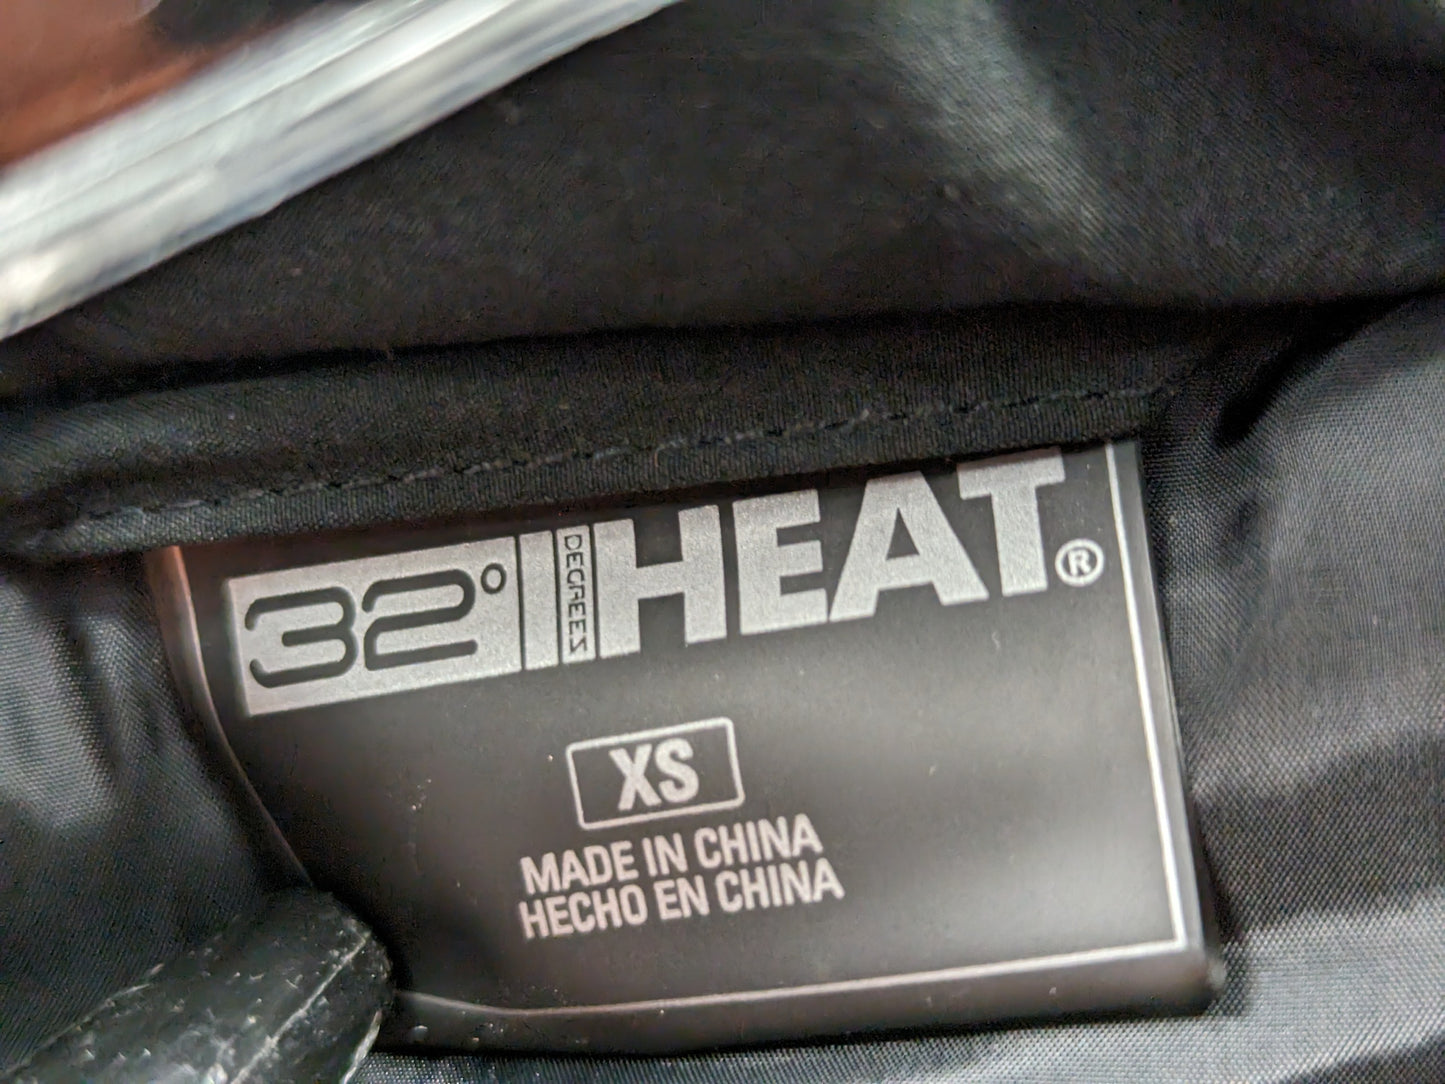 32° DEGREES HEAT®
XS
MADE IN CHINA
HECHO EN CHINA